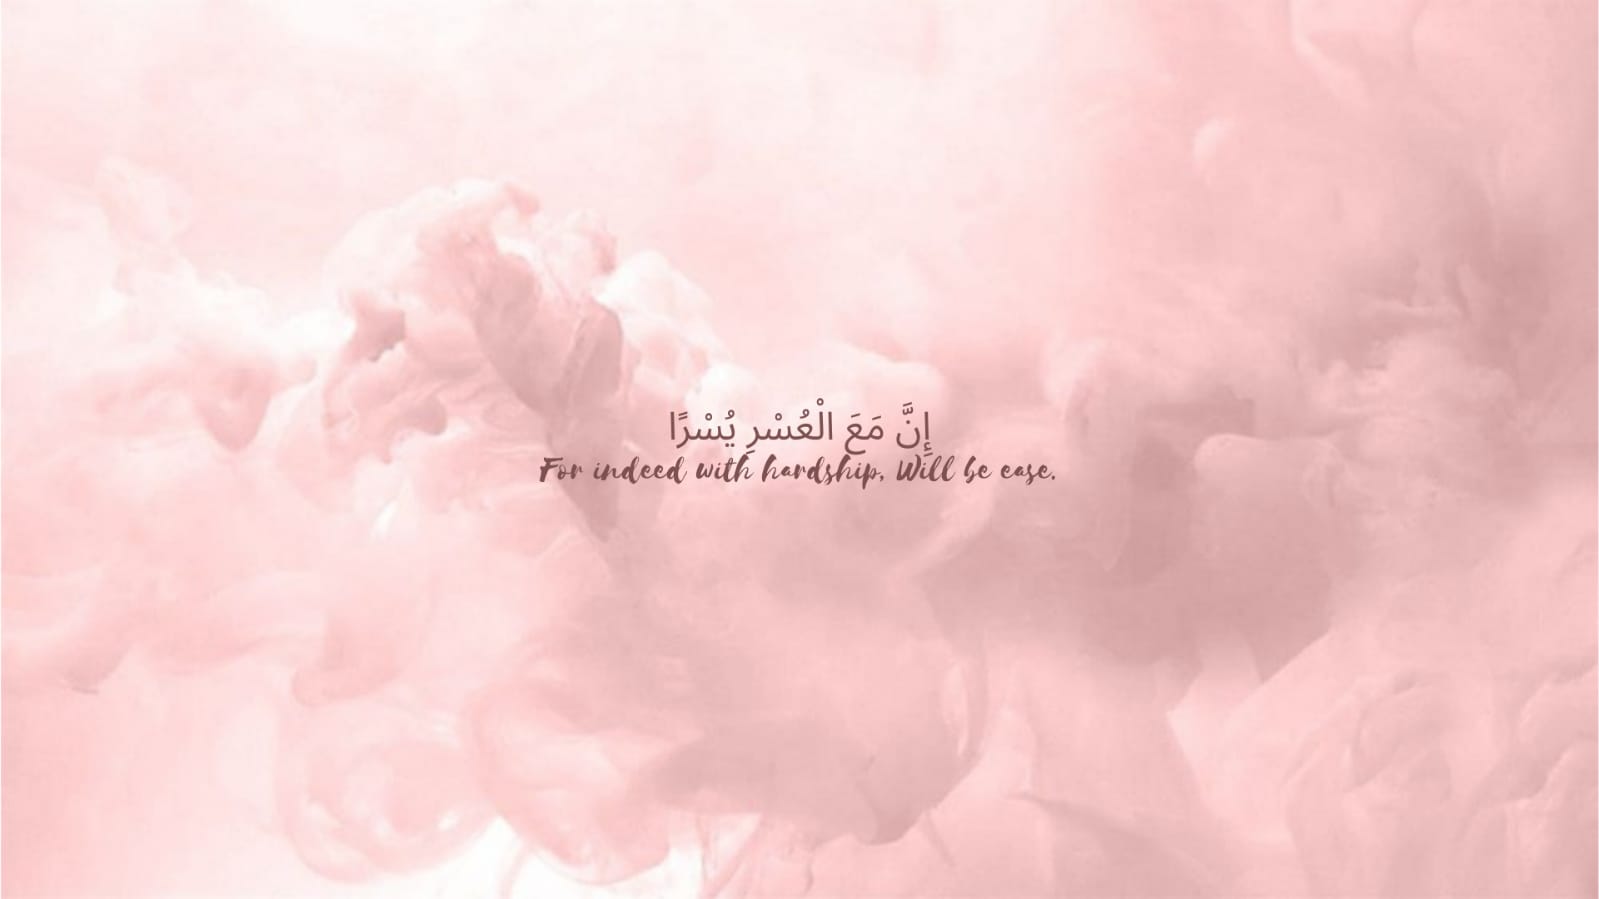 إِنَّ مَعَ الْعُسْرِ يُسْرًا
For indeed with hardship, Will be ease.